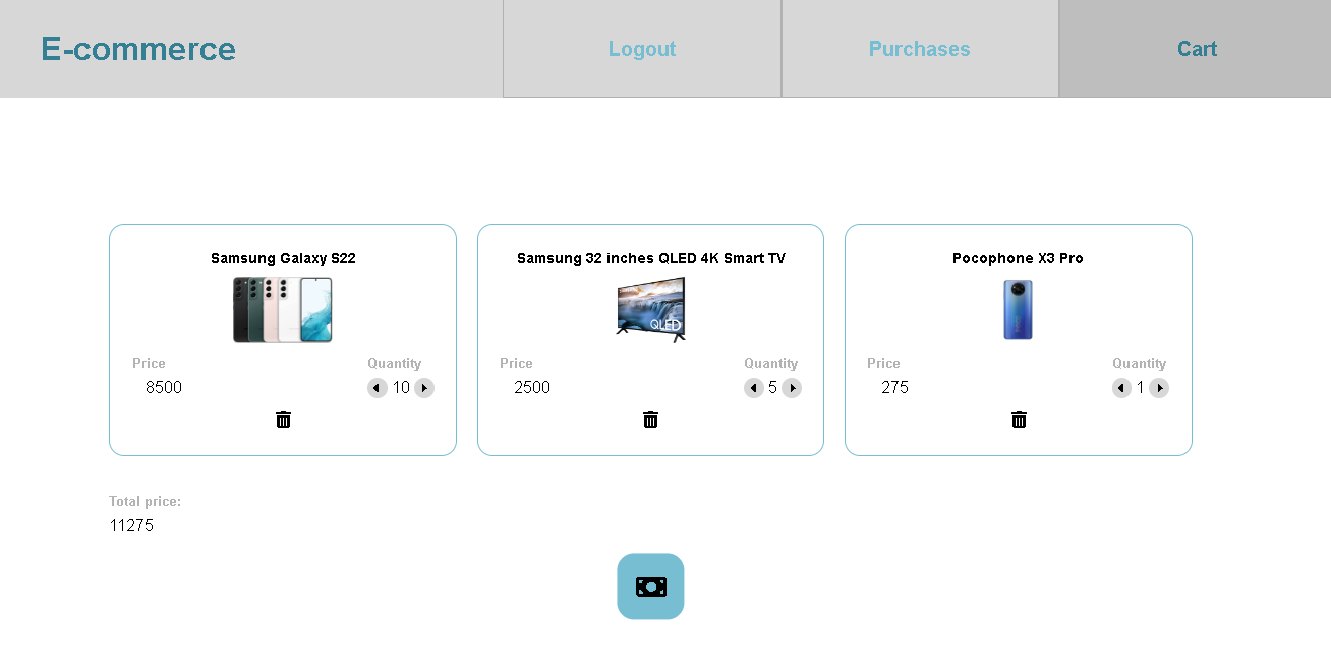 E-commerce
Logout
Purchases
Cart
Samsung Galaxy S22
Samsung 32 inches QLED 4K Smart TV
Pocophone X3 Pro
QLED
Price
Quantity
Price
Quantity
Price
Quantity
8500
10
2500
5
275
1
Total price:
11275